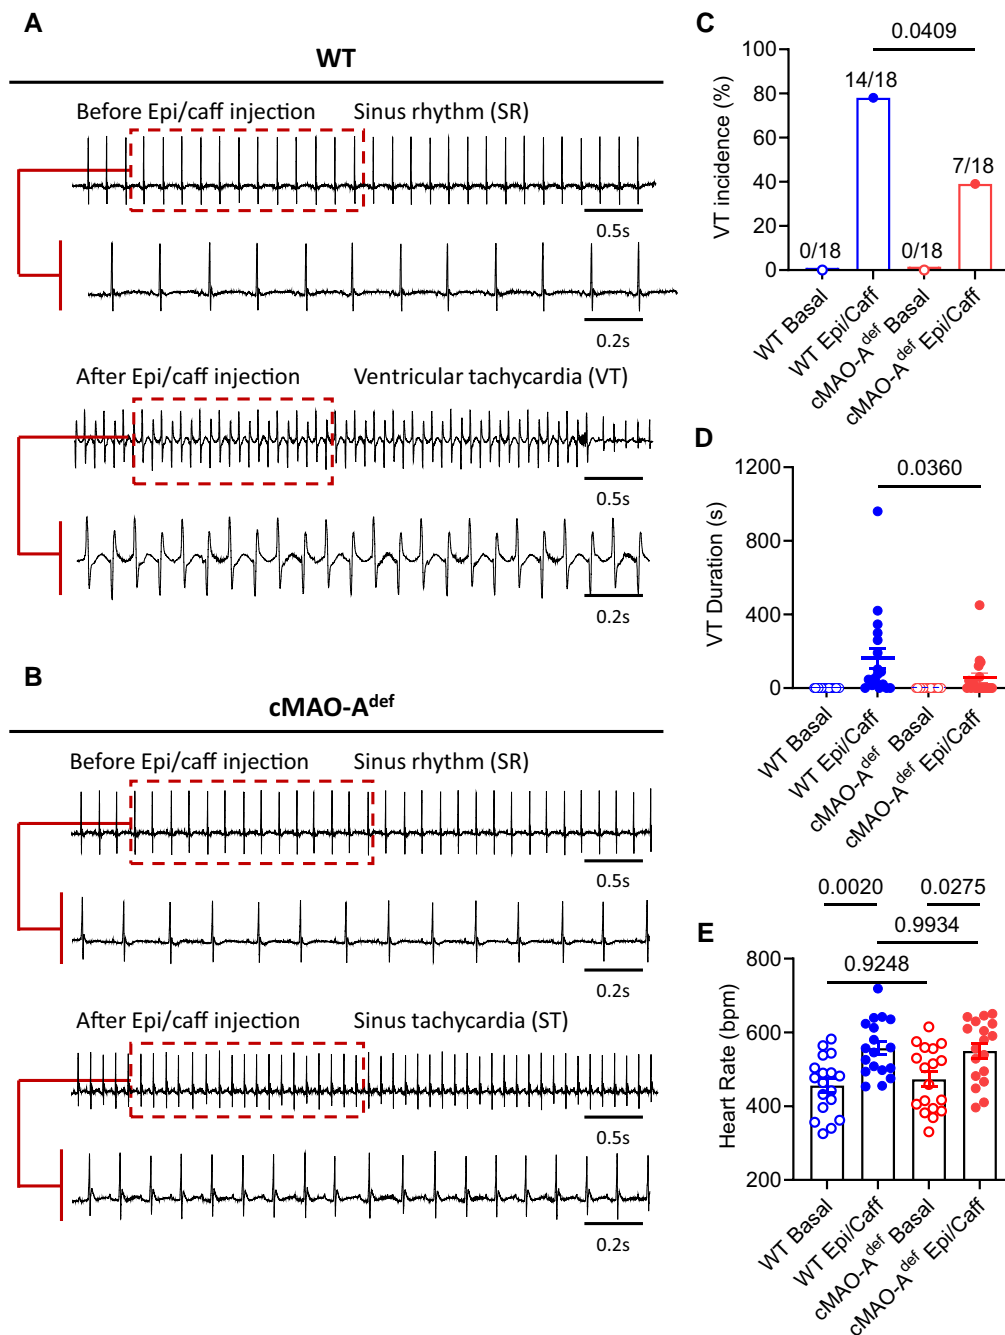 A
WT
Before Epi/caff injection Sinus rhythm (SR)
0.5s
0.2s
After Epi/caff injection Ventricular tachycardia (VT)
0.5s
0.2s
B
cMAO-A^def
Before Epi/caff injection Sinus rhythm (SR)
0.5s
0.2s
After Epi/caff injection Sinus tachycardia (ST)
0.5s
0.2s
C
0.0409
VT incidence (%)
100
80
60
40
20
0
0/18
14/18
0/18
7/18
WT Basal
WT Epi/Caff
cMAO-A^def Basal
cMAO-A^def Epi/Caff
D
0.0360
VT Duration (s)
1200
800
400
0
WT Basal
WT Epi/Caff
cMAO-A^def Basal
cMAO-A^def Epi/Caff
E
0.0020
0.0275
0.9934
0.9248
Heart Rate (bpm)
800
600
400
200
WT Basal
WT Epi/Caff
cMAO-A^def Basal
cMAO-A^def Epi/Caff